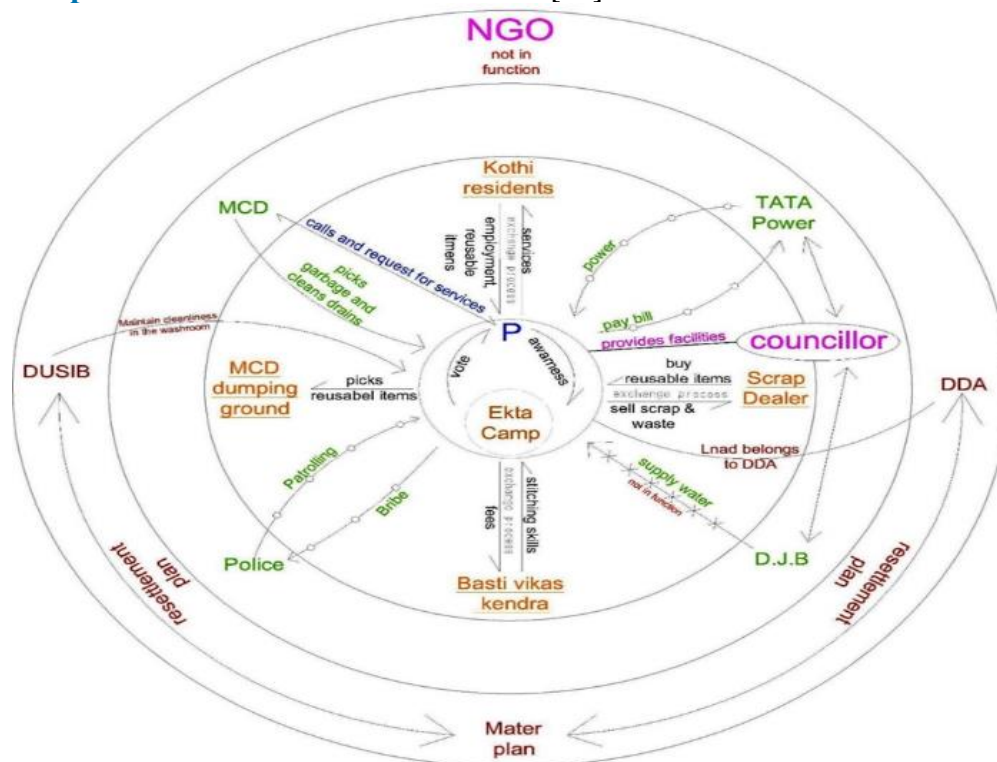 NGO
not in
function
Kothi
residents
MCD
TATA
Power
calls and request for services
employment,
reusable
itmens
exchange process
services
power
picks
garbage and
cleans drains
pay bill
Maintain cleanliness
in the washroom
P
provides facilities
councillor
vote
awarness
DUSIB
MCD
dumping
ground
picks
reusabel items
buy
reusable items
exchange process
sell scrap &
waste
Scrap
Dealer
DDA
Ekta
Camp
Lnad belongs
to DDA
Patrolling
Bribe
fees
exchange process
stitching skills
supply water
not in function
Police
Basti vikas
kendra
D.J.B
resettlement
plan
resettlement
plan
Mater
plan